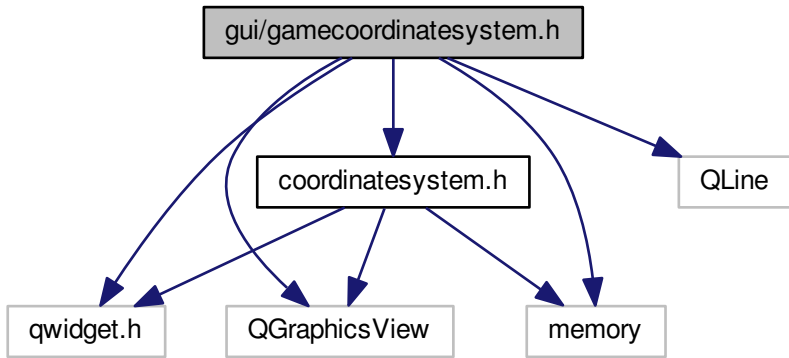 gui/gamecoordinatesystem.h
coordinatesystem.h
QLine
qwidget.h
QGraphicsView
memory